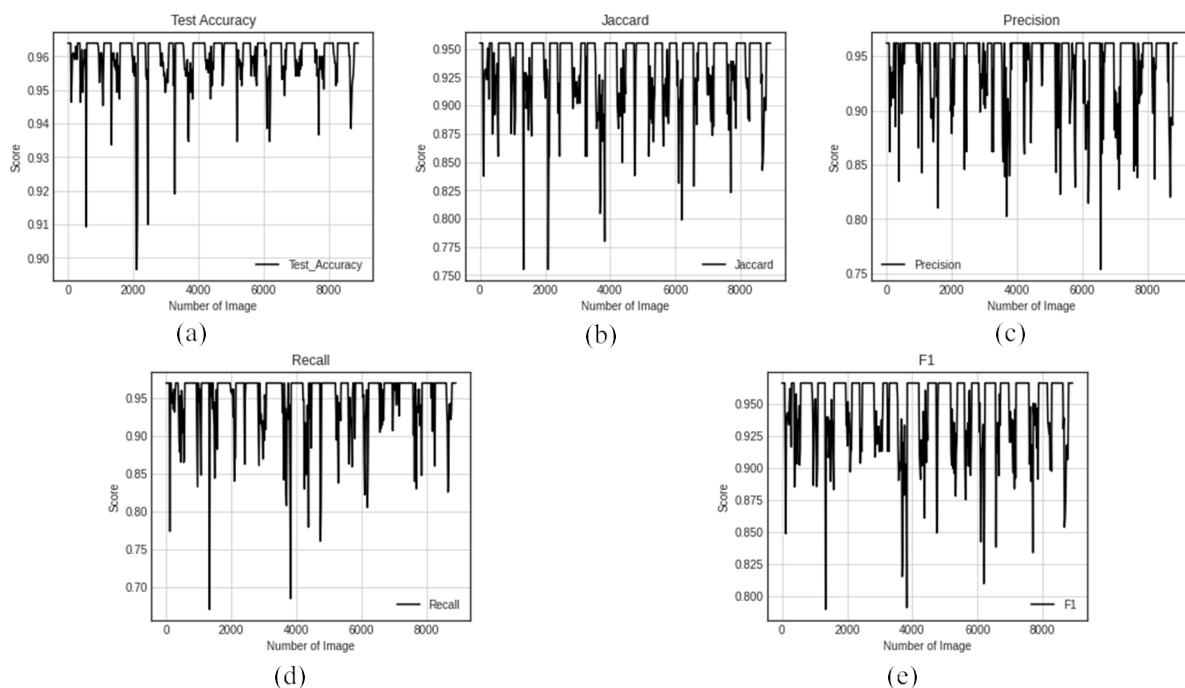 Test Accuracy
Score
0.96
0.95
0.94
0.93
0.92
0.91
0.90
Test_Accuracy
0 2000 4000 6000 8000
Number of Image
(a)
Jaccard
Score
0.950
0.925
0.900
0.875
0.850
0.825
0.800
0.775
0.750
Jaccard
0 2000 4000 6000 8000
Number of Image
(b)
Precision
Score
0.95
0.90
0.85
0.80
0.75
Precision
0 2000 4000 6000 8000
Number of Image
(c)
Recall
Score
0.95
0.90
0.85
0.80
0.75
0.70
Recall
0 2000 4000 6000 8000
Number of Image
(d)
F1
Score
0.950
0.925
0.900
0.875
0.850
0.825
0.800
F1
0 2000 4000 6000 8000
Number of Image
(e)